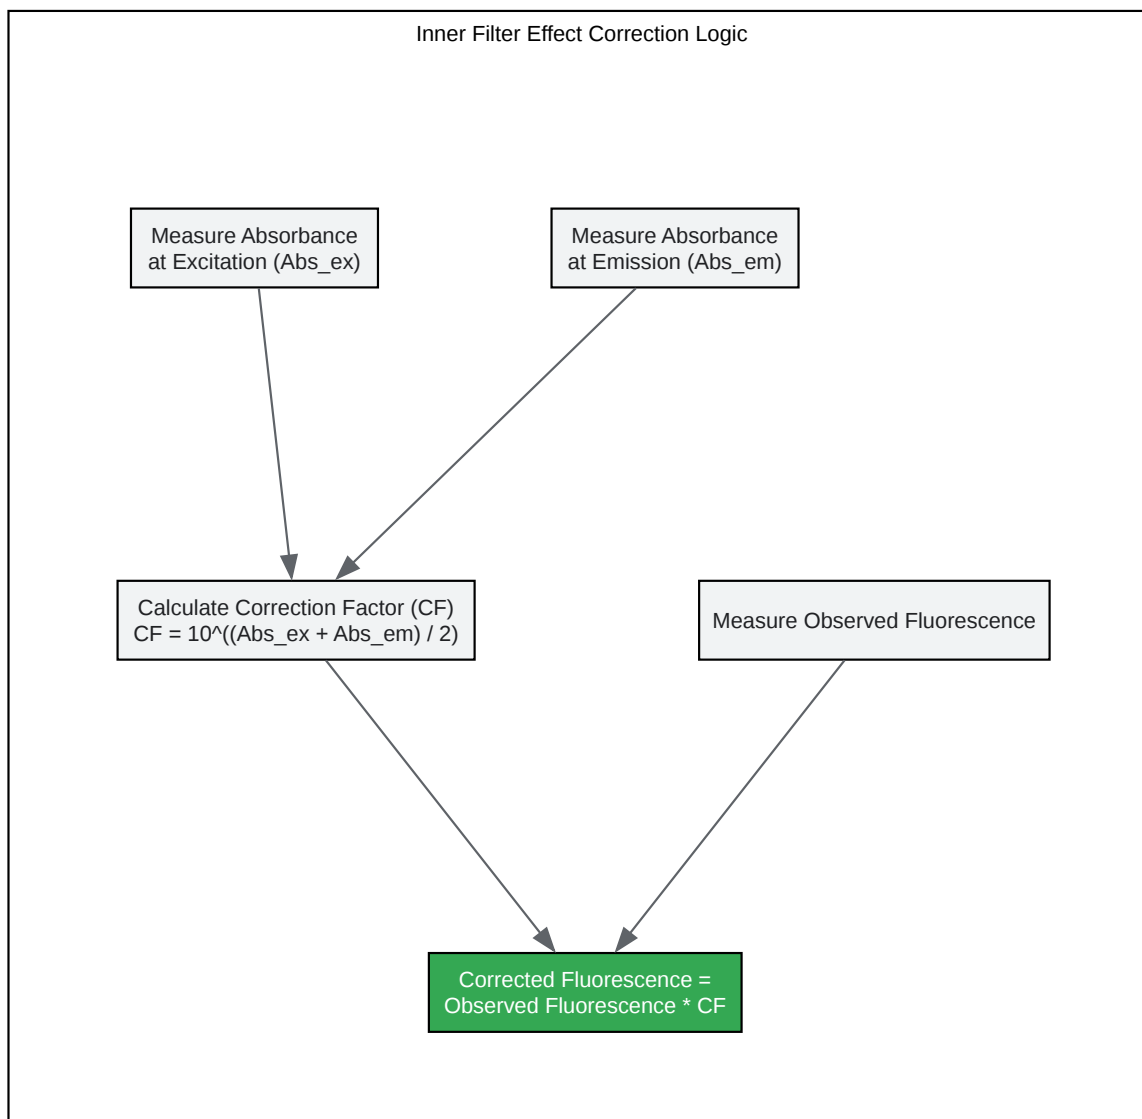 Inner Filter Effect Correction Logic
Measure Absorbance
at Excitation (Abs_ex)
Measure Absorbance
at Emission (Abs_em)
Calculate Correction Factor (CF)
CF = 10^((Abs_ex + Abs_em) / 2)
Measure Observed Fluorescence
Corrected Fluorescence =
Observed Fluorescence * CF